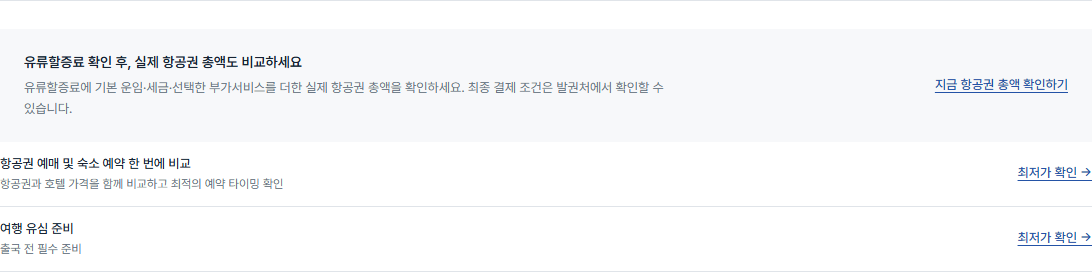 유류할증료 확인 후, 실제 항공권 총액도 비교하세요
유류할증료에 기본 운임·세금·선택한 부가서비스를 더한 실제 항공권 총액을 확인하세요. 최종 결제 조건은 발권처에서 확인할 수
있습니다.
지금 항공권 총액 확인하기
항공권 예매 및 숙소 예약 한 번에 비교
항공권과 호텔 가격을 함께 비교하고 최적의 예약 타이밍 확인
최저가 확인 →
여행 유심 준비
출국 전 필수 준비
최저가 확인 →